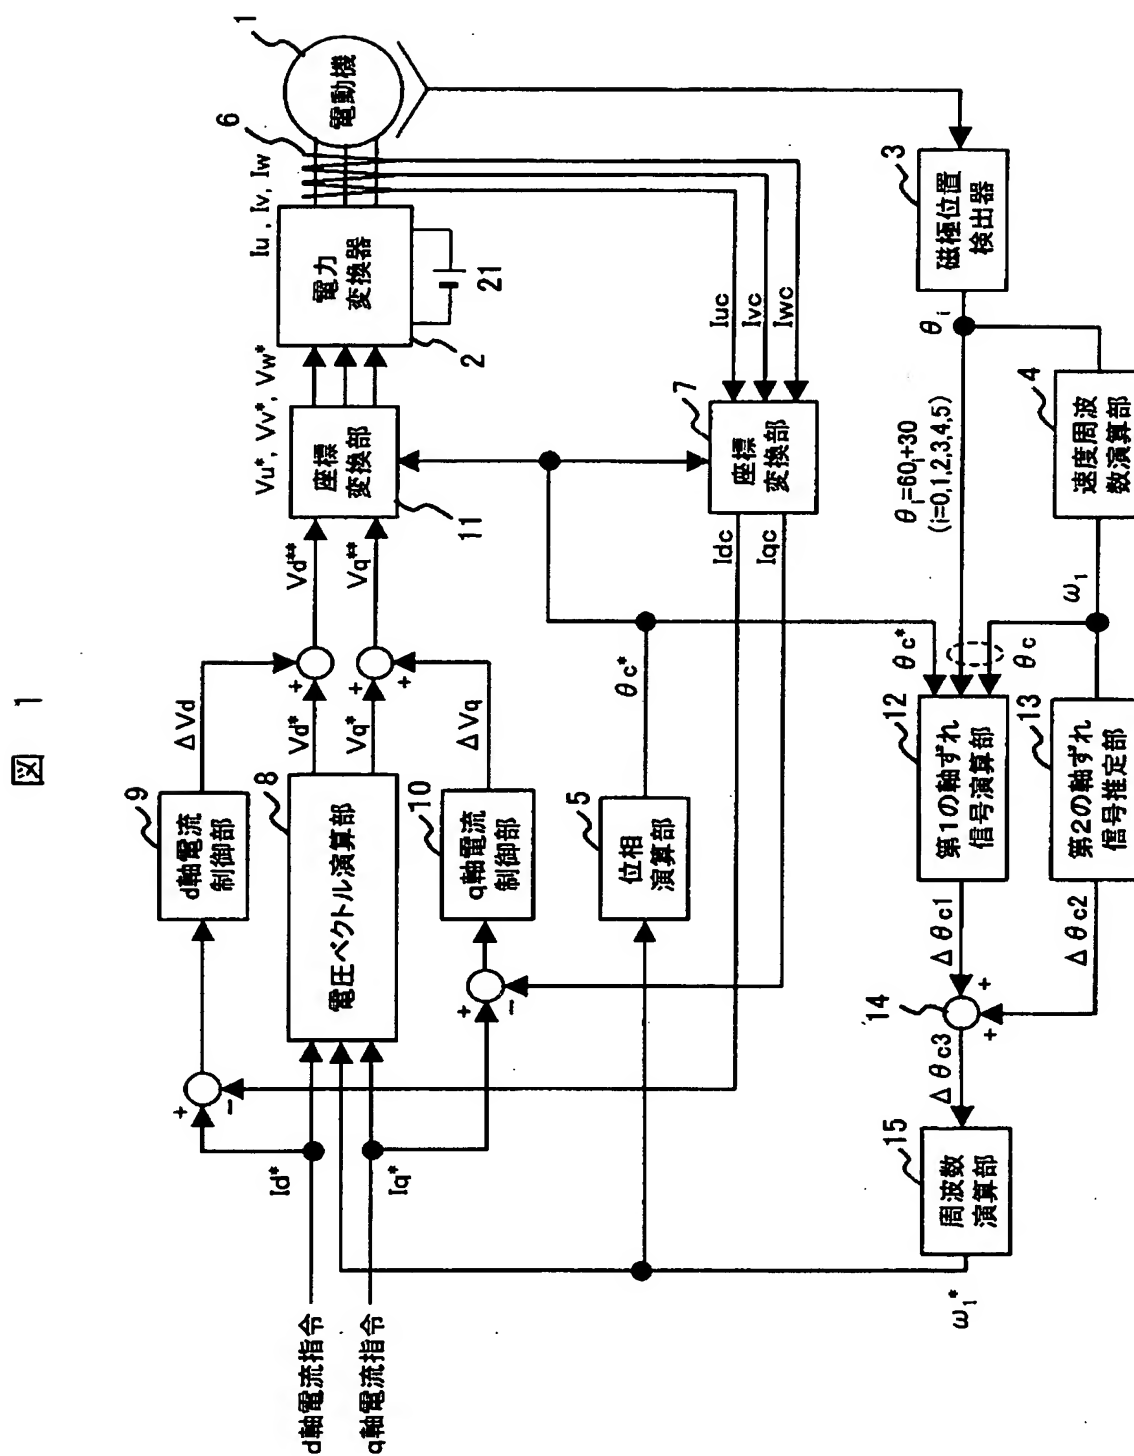 図 1
d軸電流指令
q軸電流指令
Id*
Iq*
+
−
+
−
9
d軸電流
制御部
ΔVd
8
電圧ベクトル演算部
Vd*
Vq*
+
+
+
+
10
q軸電流
制御部
ΔVq
Vd**
Vq**
11
座標
変換部
Vu*, Vv*, Vw*
2
電力
変換器
21
Iu, Iv, Iw
6
1
電動機
5
位相
演算部
θc*
7
座標
変換部
Idc
Iqc
Iuc
Ivc
Iwc
3
磁極位置
検出器
θi
θi=60i+30
(i=0,1,2,3,4,5)
4
速度周波
数演算部
ω1
θc*
θc
12
第1の軸ずれ
信号演算部
Δθc1
13
第2の軸ずれ
信号推定部
Δθc2
14
+
+
Δθc3
15
周波数
演算部
ω1*